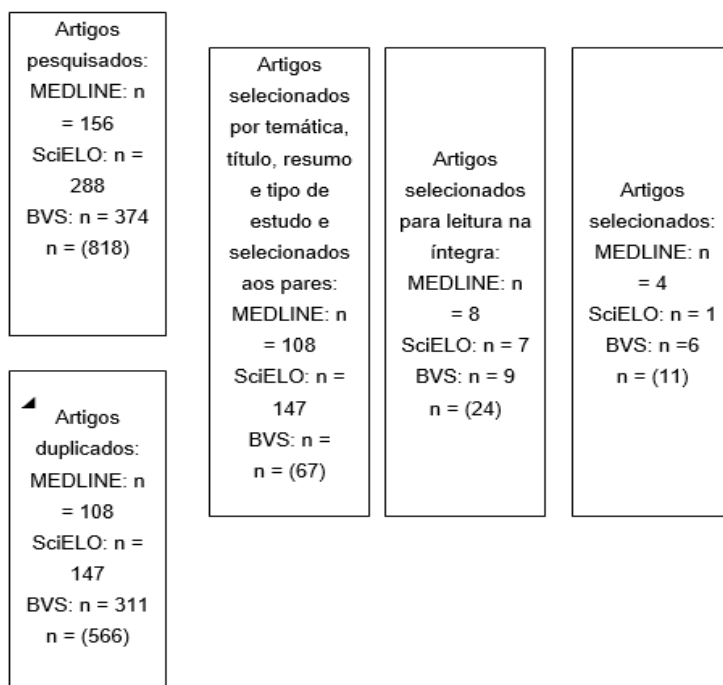 Artigos
pesquisados:
MEDLINE: n
= 156
SciELO: n =
288
BVS: n = 374
n = (818)
Artigos
duplicados:
MEDLINE: n
= 108
SciELO: n =
147
BVS: n = 311
n = (566)
Artigos
selecionados
por temática,
título, resumo
e tipo de
estudo e
selecionados
aos pares:
MEDLINE: n
= 108
SciELO: n =
147
BVS: n =
n = (67)
Artigos
selecionados
para leitura na
íntegra:
MEDLINE: n
= 8
SciELO: n = 7
BVS: n = 9
n = (24)
Artigos
selecionados:
MEDLINE: n
= 4
SciELO: n = 1
BVS: n =6
n = (11)